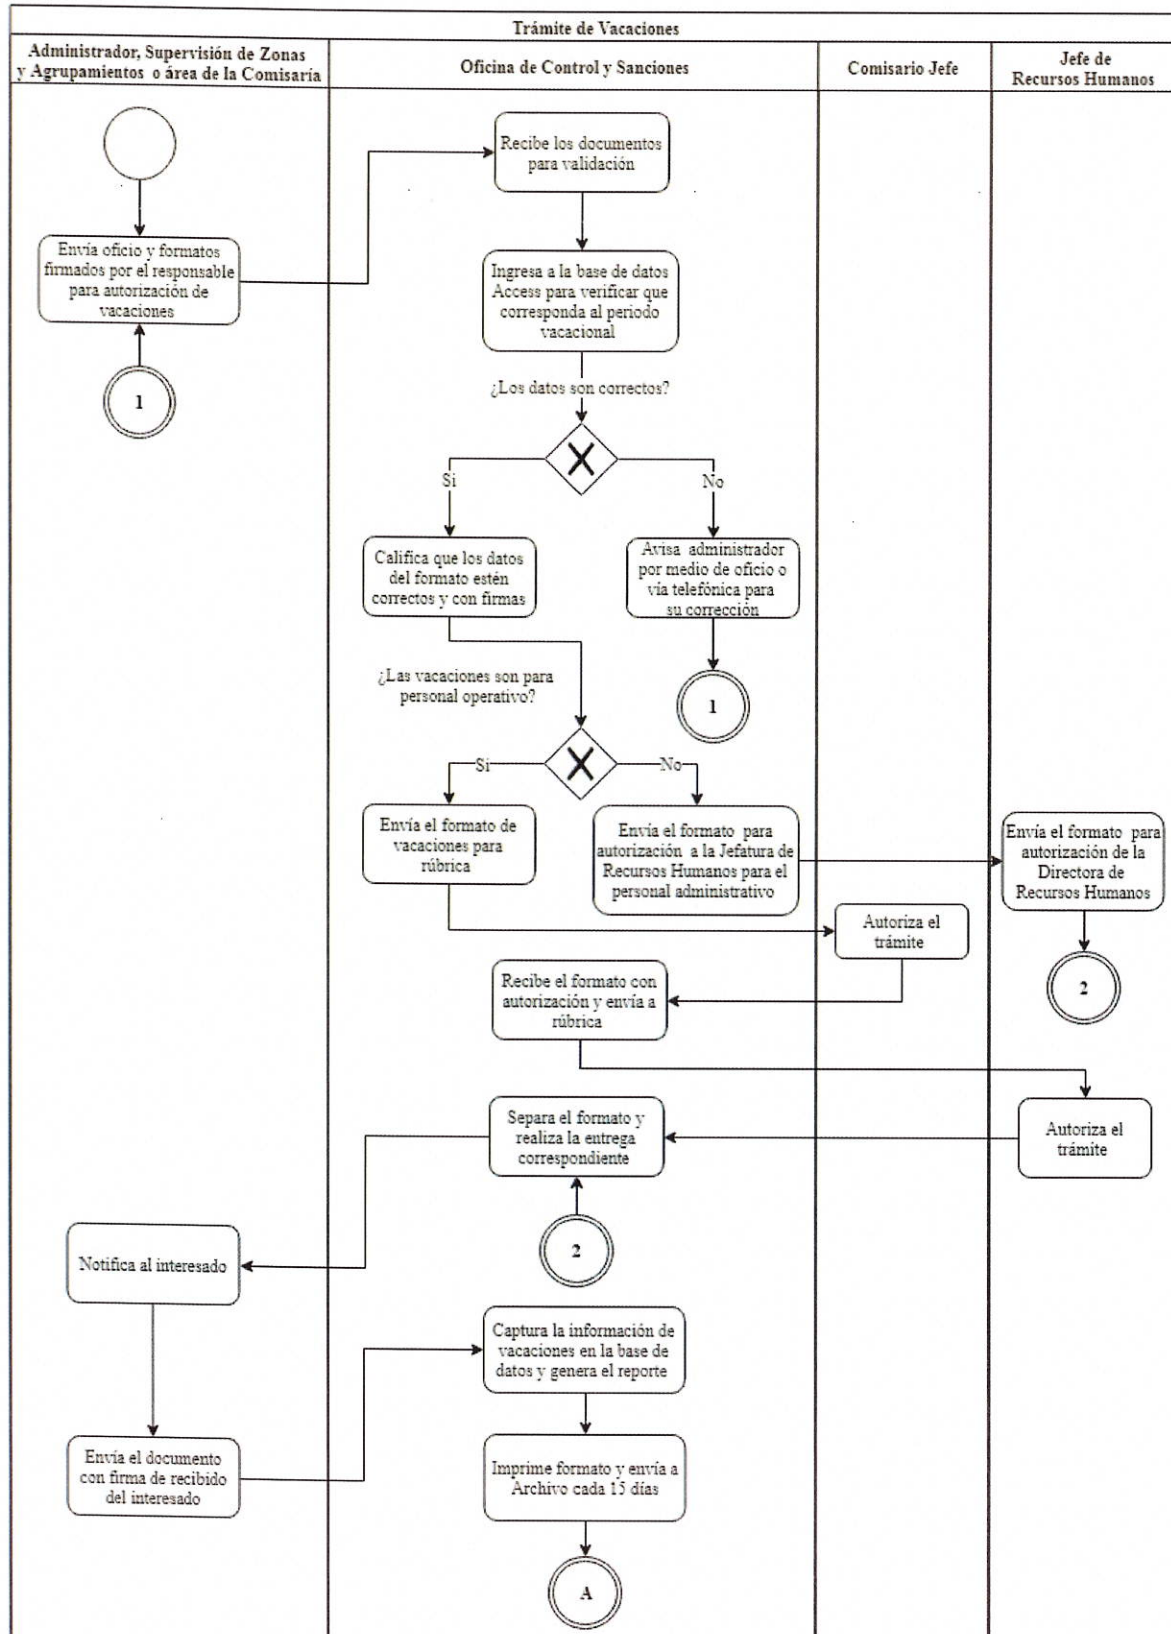 Trámite de Vacaciones
Administrador, Supervisión de Zonas
y Agrupamientos o área de la Comisaría
Oficina de Control y Sanciones
Comisario Jefe
Jefe de
Recursos Humanos
Recibe los documentos
para validación
Envía oficio y formatos
firmados por el responsable
para autorización de
vacaciones
Ingresa a la base de datos
Access para verificar que
corresponda al periodo
vacacional
1
¿Los datos son correctos?
Si
No
Califica que los datos
del formato estén
correctos y con firmas
Avisa administrador
por medio de oficio o
vía telefónica para
su corrección
¿Las vacaciones son para
personal operativo?
1
Si
No
Envía el formato de
vacaciones para
rúbrica
Envía el formato para
autorización a la Jefatura de
Recursos Humanos para el
personal administrativo
Envía el formato para
autorización de la
Directora de
Recursos Humanos
Autoriza el
trámite
Recibe el formato con
autorización y envía a
rúbrica
2
Separa el formato y
realiza la entrega
correspondiente
Autoriza el
trámite
2
Notifica al interesado
Captura la información de
vacaciones en la base de
datos y genera el reporte
Envía el documento
con firma de recibido
del interesado
Imprime formato y envía a
Archivo cada 15 días
A